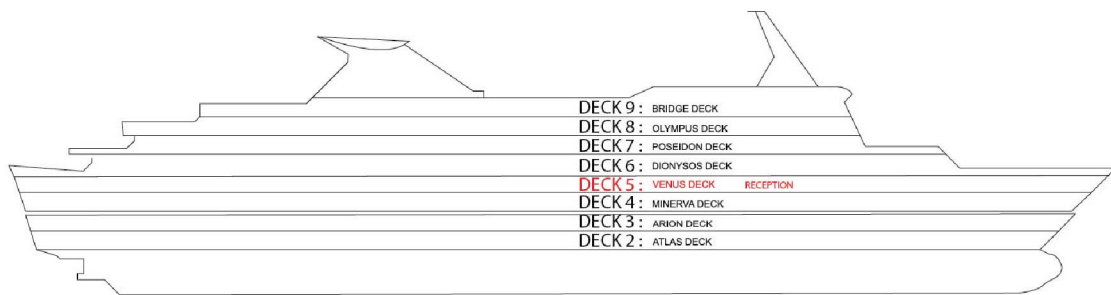 DECK 9 : BRIDGE DECK
DECK 8 : OLYMPUS DECK
DECK 7 : POSEIDON DECK
DECK 6 : DIONYSOS DECK
DECK 5 : VENUS DECK RECEPTION
DECK 4 : MINERVA DECK
DECK 3 : ARION DECK
DECK 2 : ATLAS DECK